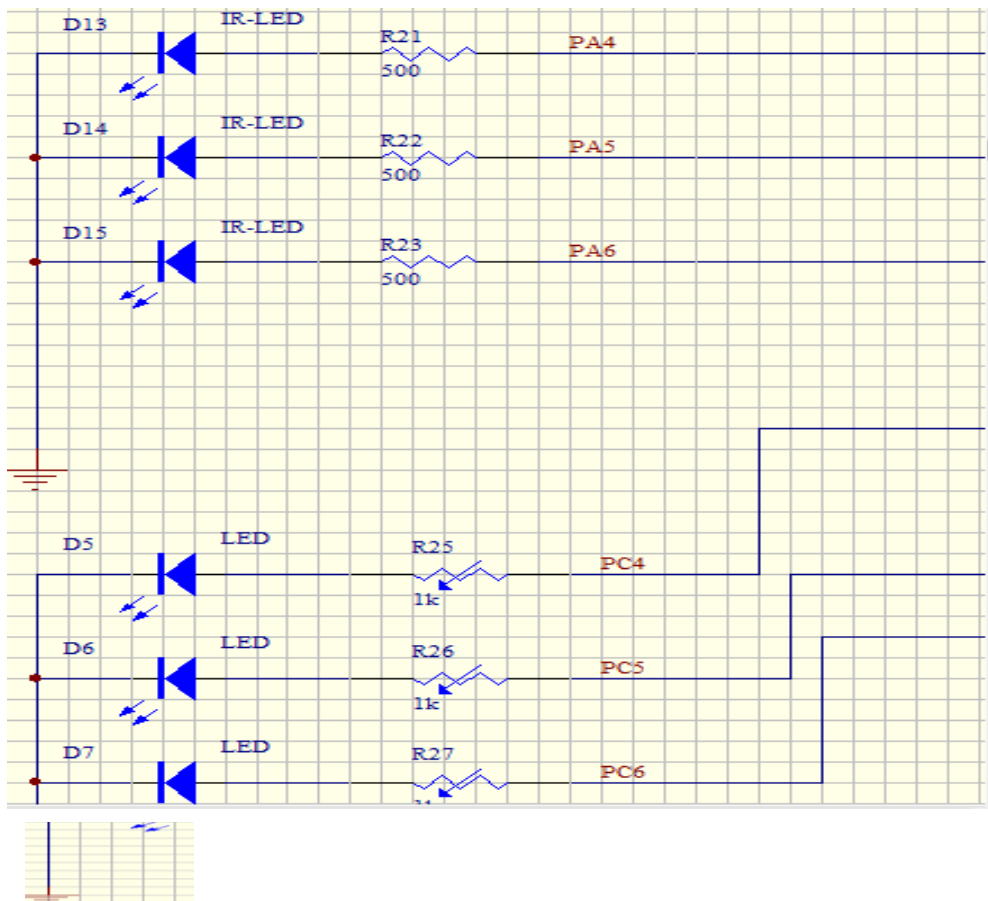 D13 IR-LED R21 PA4
500
D14 IR-LED R22 PA5
500
D15 IR-LED R23 PA6
500
D5 LED R25 PC4
1k
D6 LED R26 PC5
1k
D7 LED R27 PC6